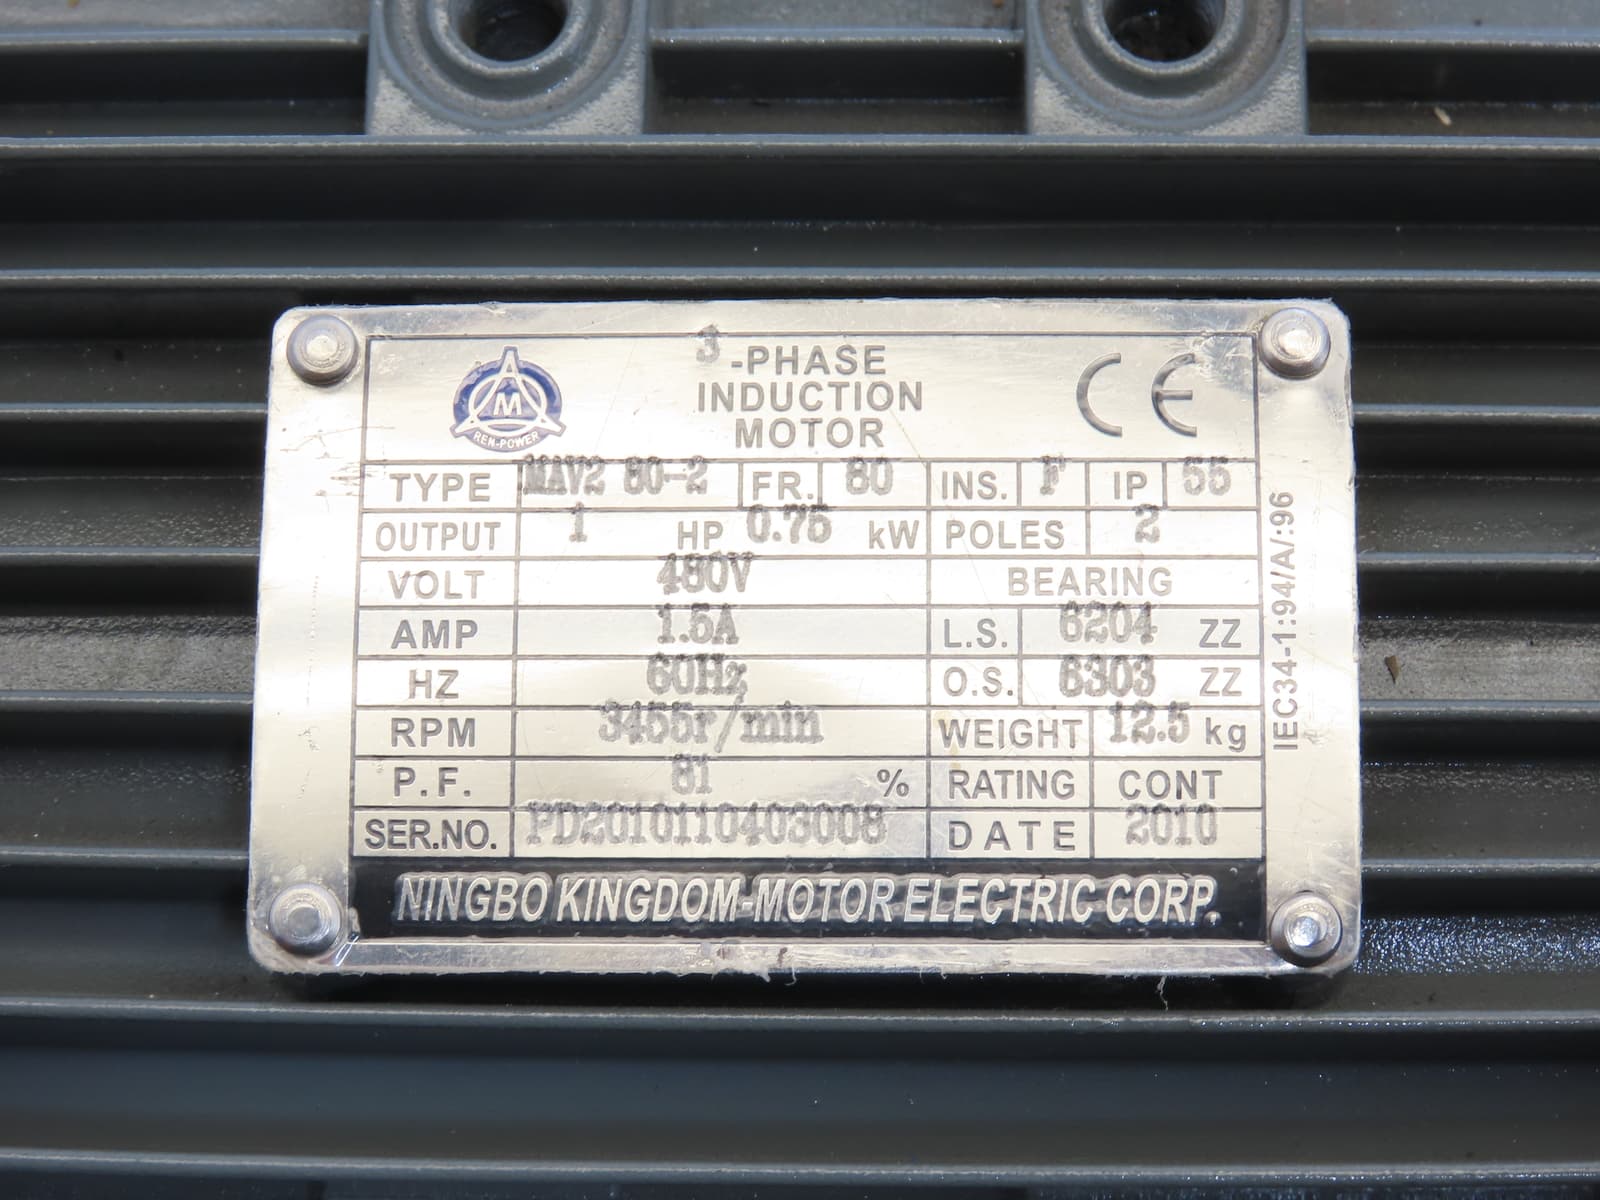 M
REN-POWER
3-PHASE
INDUCTION
MOTOR
CE
TYPE MAV2 80-2 FR. 80 INS. F IP 55
OUTPUT 1 HP 0.75 kW POLES 2
VOLT 480V BEARING
AMP 1.5A L.S. 6204 ZZ
HZ 60Hz O.S. 6303 ZZ
RPM 3455r/min WEIGHT 12.5 kg
P.F. 81 % RATING CONT
SER.NO. PD2010110403008 DATE 2010
NINGBO KINGDOM-MOTOR ELECTRIC CORP.
IEC34-1:94/A/:96